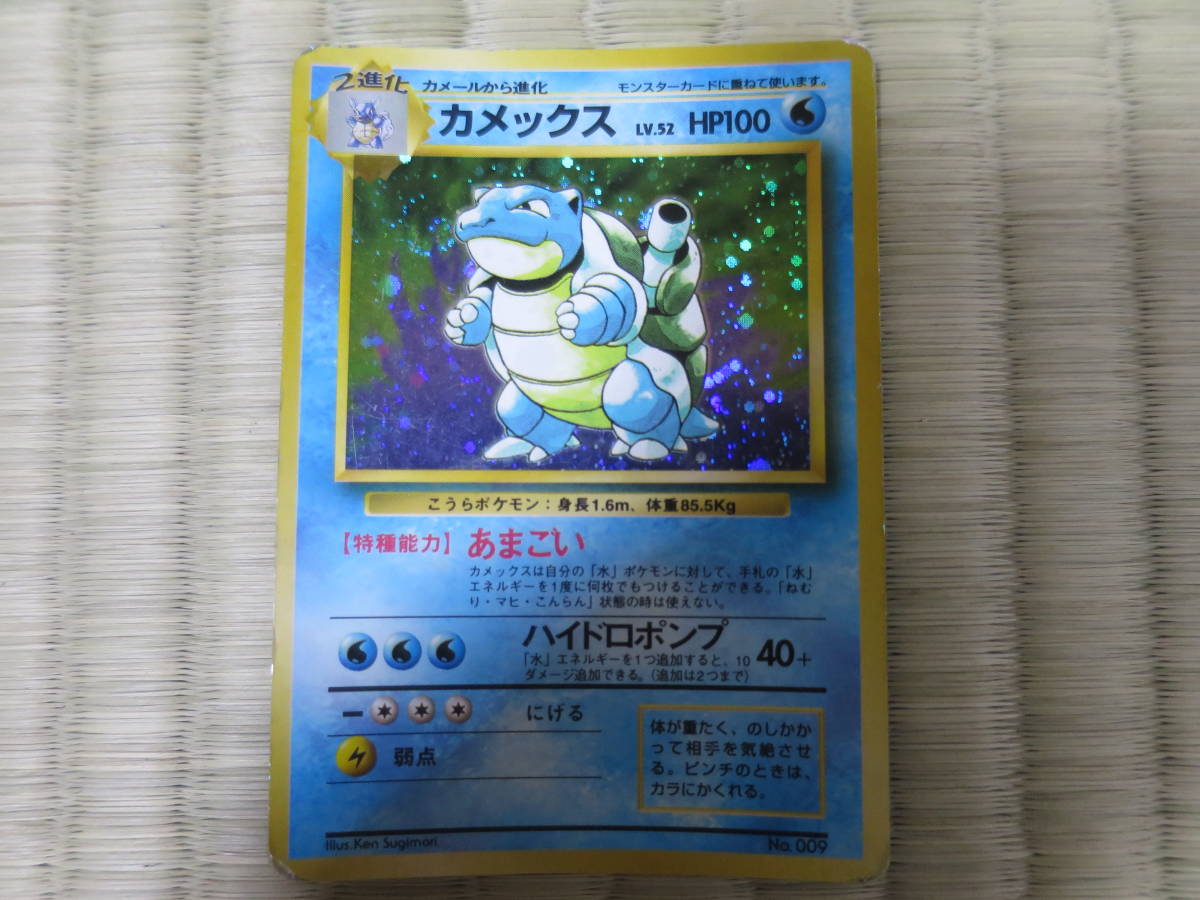 2進化 カメールから進化 モンスターカードに重ねて使います。
カメックス LV.52 HP100
こうらポケモン：身長1.6m、体重85.5Kg
【特種能力】 あまごい
カメックスは自分の「水」ポケモンに対して、手札の「水」
エネルギーを1度に何枚でもつけることができる。「ねむ
り・マヒ・こんらん」状態の時は使えない。
ハイドロポンプ 40+
「水」エネルギーを1つ追加すると、10
ダメージ追加できる。（追加は2つまで）
にげる
弱点
体が重たく、のしかか
って相手を気絶させ
る。ピンチのときは、
カラにかくれる。
Illus. Ken Sugimori No. 009